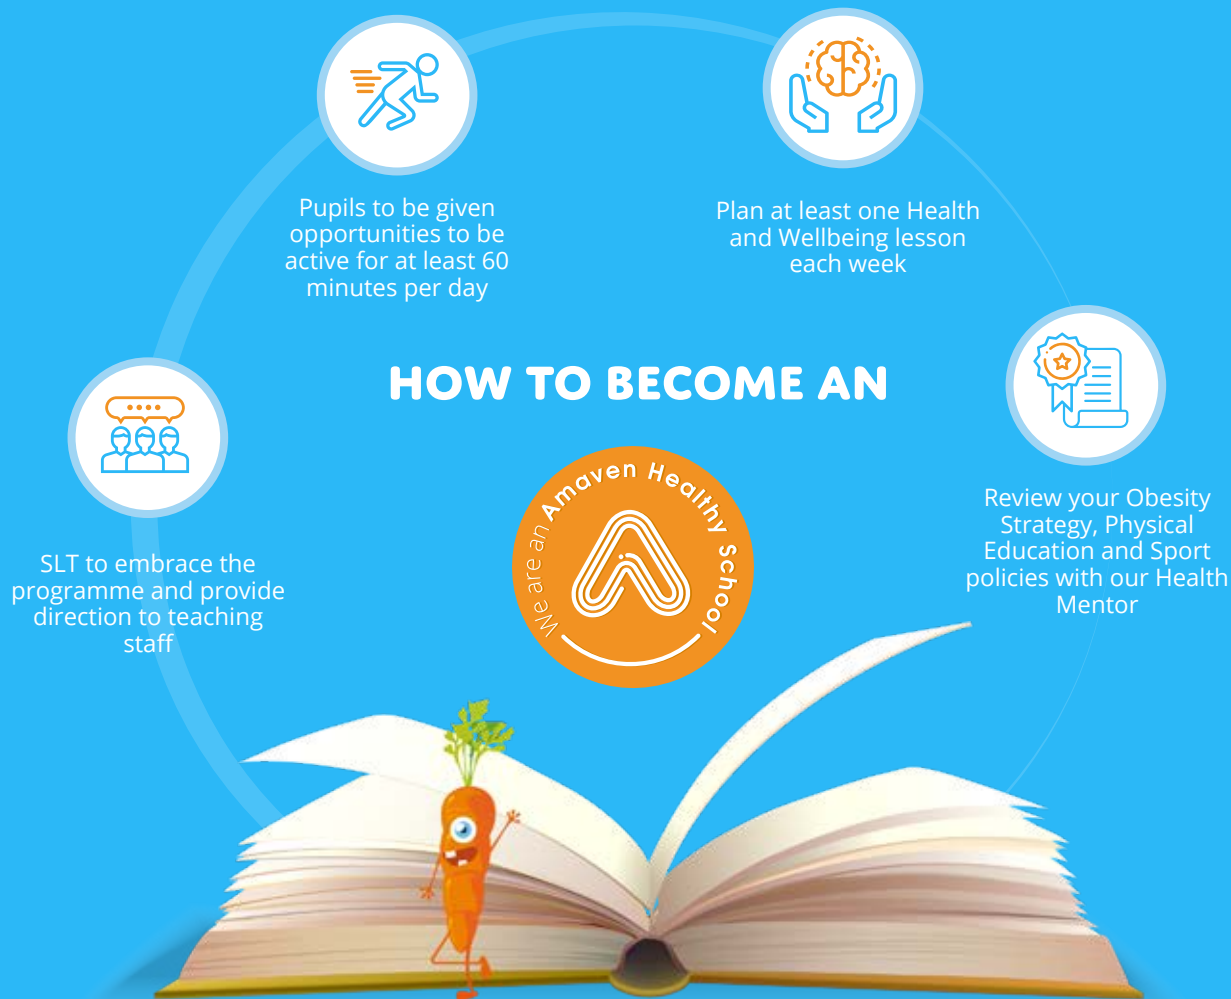 Pupils to be given
opportunities to be
active for at least 60
minutes per day
Plan at least one Health
and Wellbeing lesson
each week
HOW TO BECOME AN
We are an Amaven Healthy School
SLT to embrace the
programme and provide
direction to teaching
staff
Review your Obesity
Strategy, Physical
Education and Sport
policies with our Health
Mentor